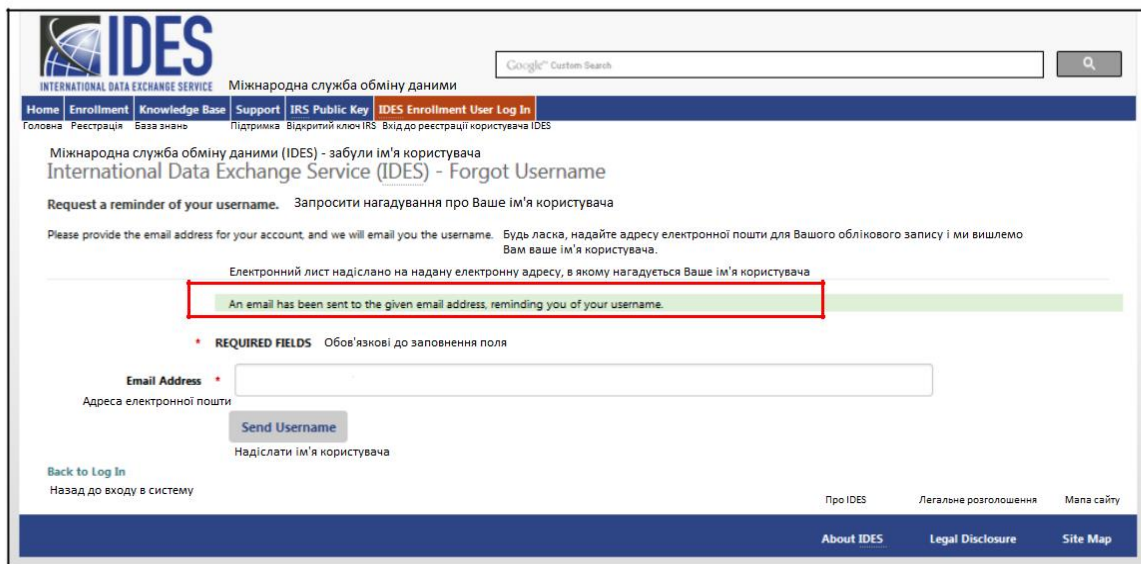 IDES
INTERNATIONAL DATA EXCHANGE SERVICE
Міжнародна служба обміну даними
Google™ Custom Search
Home Enrollment Knowledge Base Support IRS Public Key IDES Enrollment User Log In
Головна Реєстрація База знань Підтримка Відкритий ключ IRS Вхід до реєстрації користувача IDES
Міжнародна служба обміну даними (IDES) - забули ім'я користувача
International Data Exchange Service (IDES) - Forgot Username
Request a reminder of your username. Запросити нагадування про Ваше ім'я користувача
Please provide the email address for your account, and we will email you the username. Будь ласка, надайте адресу електронної пошти для Вашого облікового запису і ми вишлемо
Вам ваше ім'я користувача.
Електронний лист надіслано на надану електронну адресу, в якому нагадується Ваше ім'я користувача
An email has been sent to the given email address, reminding you of your username.
* REQUIRED FIELDS Обов'язкові до заповнення поля
Email Address *
Адреса електронної пошти
Send Username
Надіслати ім'я користувача
Back to Log In
Назад до входу в систему
Про IDES Легальне розголошення Мапа сайту
About IDES Legal Disclosure Site Map